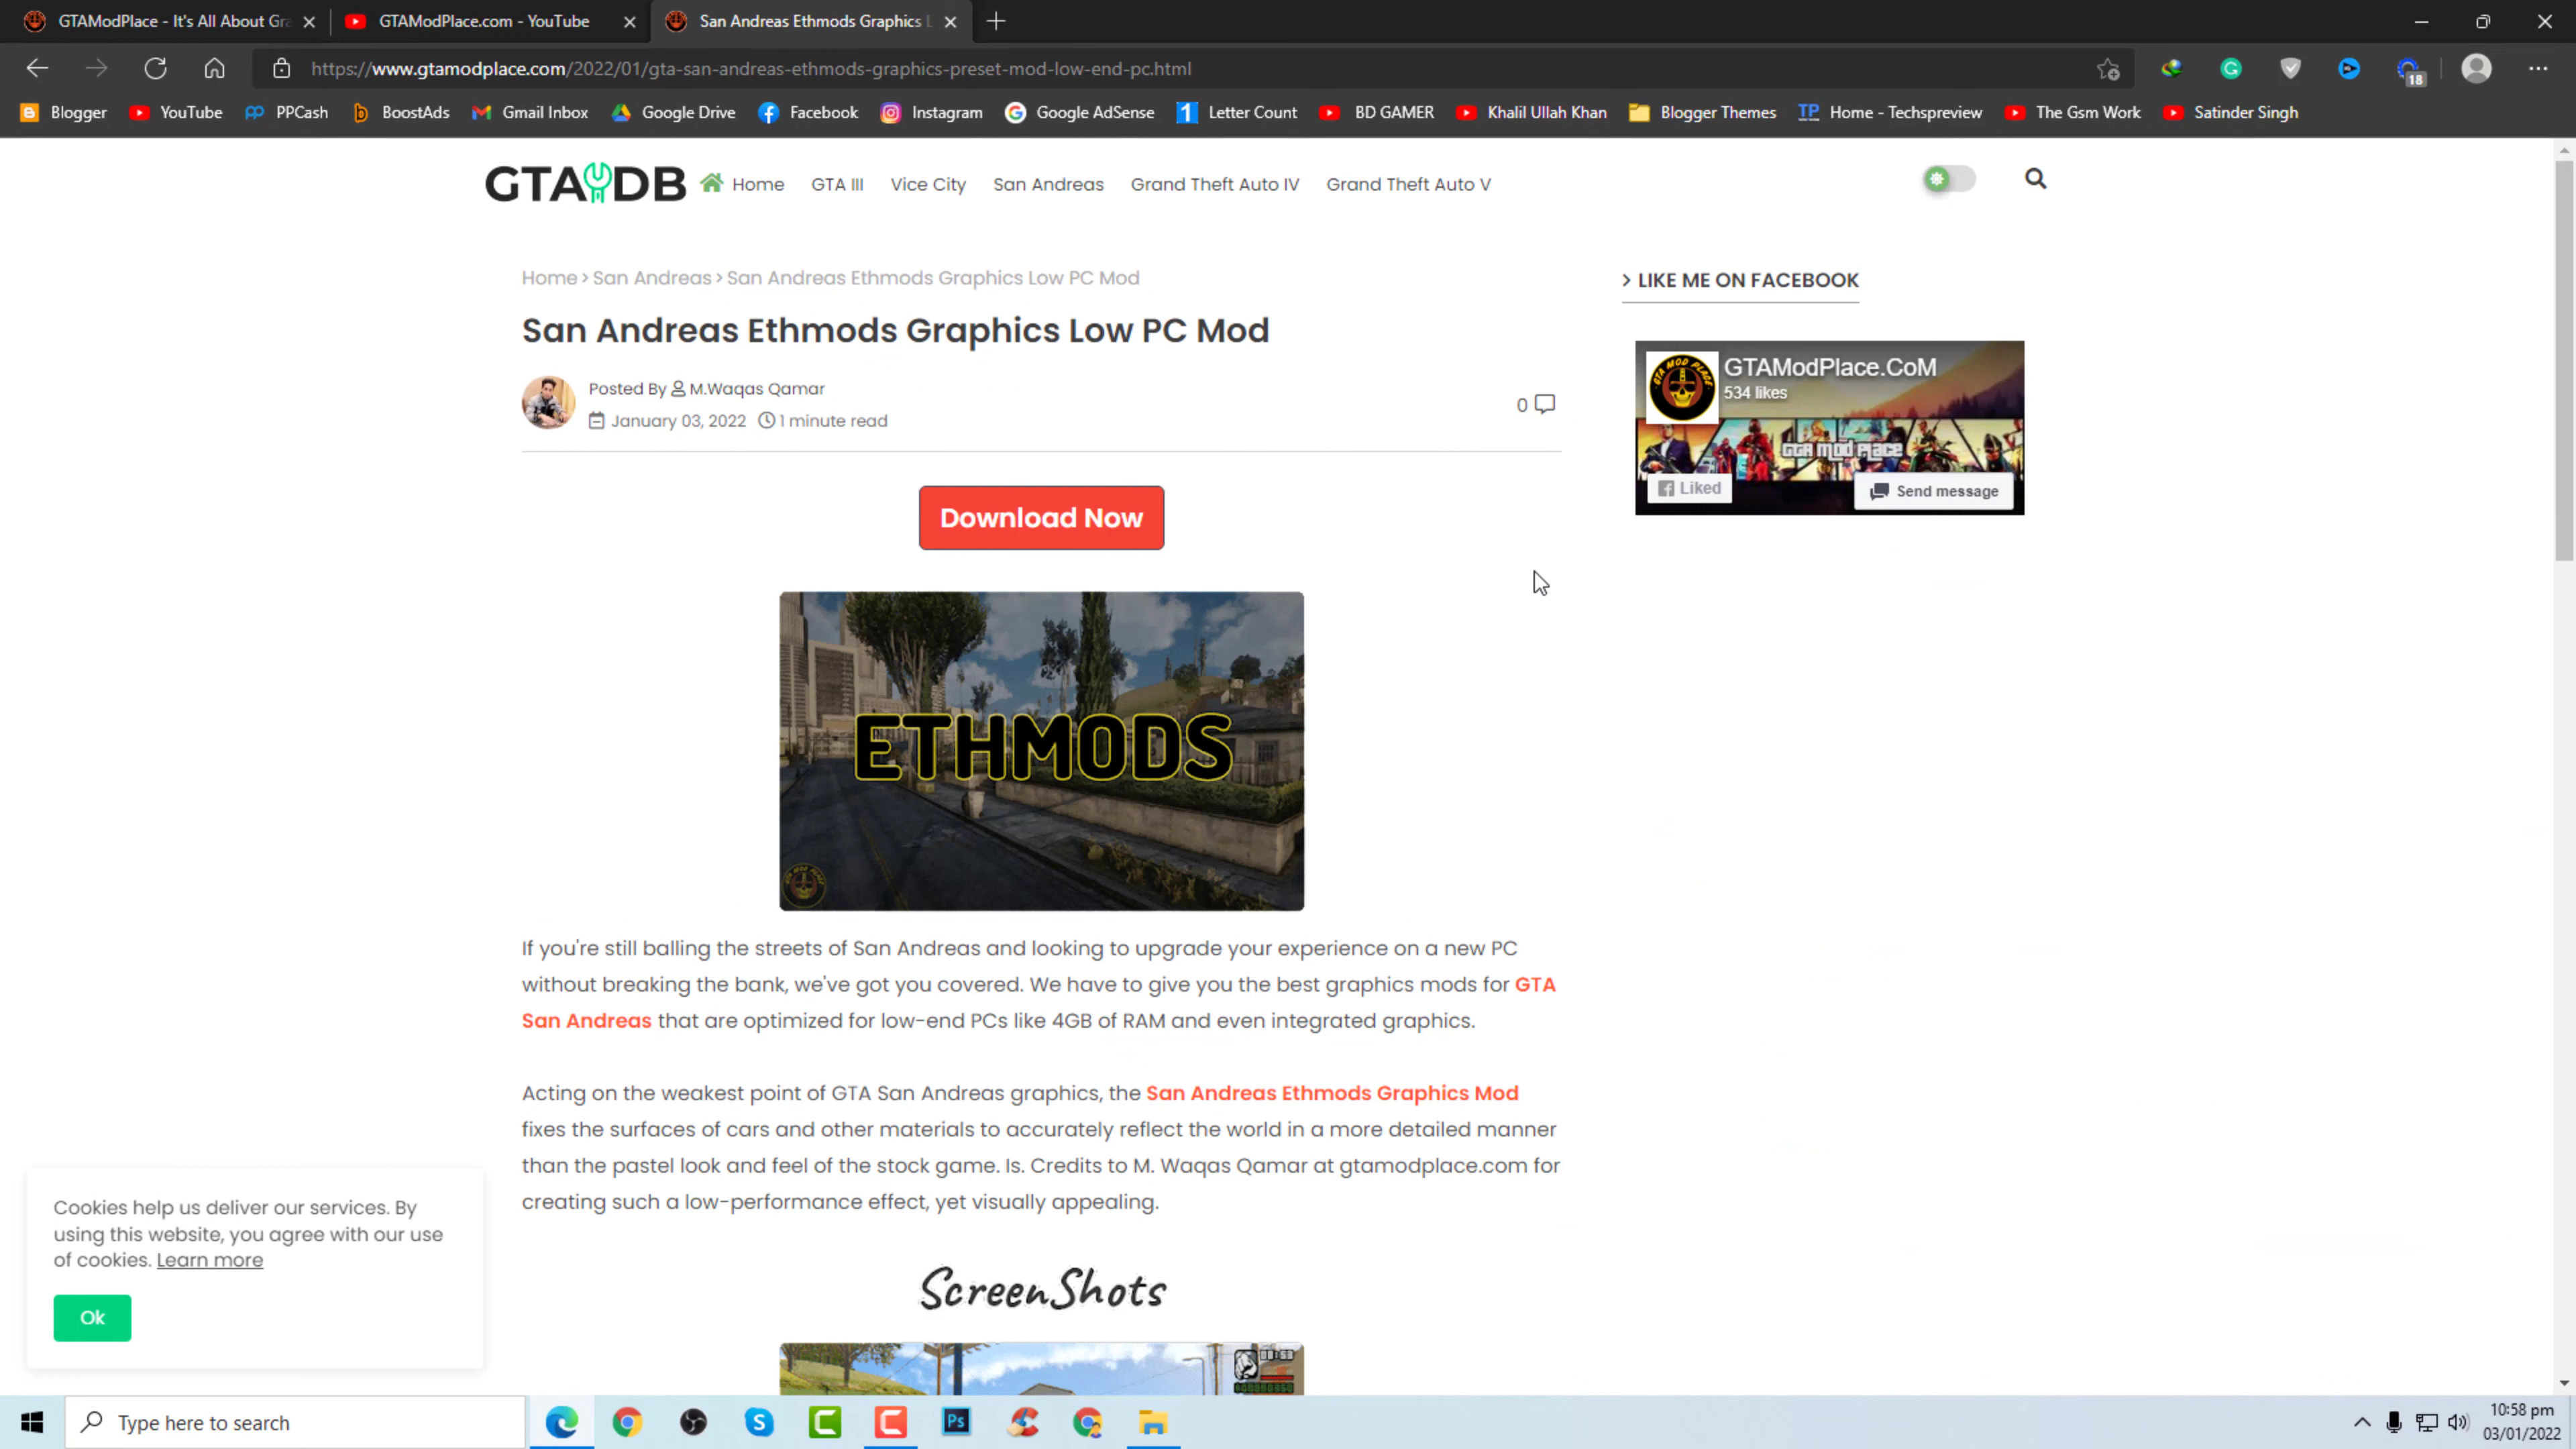 GTAModPlace - It's All About Gra
GTAModPlace.com - YouTube
San Andreas Ethmods Graphics L
https://www.gtamodplace.com/2022/01/gta-san-andreas-ethmods-graphics-preset-mod-low-end-pc.html
18
Blogger YouTube PPCash BoostAds Gmail Inbox Google Drive Facebook Instagram Google AdSense Letter Count BD GAMER Khalil Ullah Khan Blogger Themes Home - Techspreview The Gsm Work Satinder Singh
GTA DB Home GTA III Vice City San Andreas Grand Theft Auto IV Grand Theft Auto V
Home > San Andreas > San Andreas Ethmods Graphics Low PC Mod
San Andreas Ethmods Graphics Low PC Mod
Posted By M.Waqas Qamar
January 03, 2022 1 minute read
0
Download Now
ETHMODS
If you're still balling the streets of San Andreas and looking to upgrade your experience on a new PC
without breaking the bank, we've got you covered. We have to give you the best graphics mods for GTA
San Andreas that are optimized for low-end PCs like 4GB of RAM and even integrated graphics.
Acting on the weakest point of GTA San Andreas graphics, the San Andreas Ethmods Graphics Mod
fixes the surfaces of cars and other materials to accurately reflect the world in a more detailed manner
than the pastel look and feel of the stock game. Is. Credits to M. Waqas Qamar at gtamodplace.com for
creating such a low-performance effect, yet visually appealing.
ScreenShots
> LIKE ME ON FACEBOOK
GTA MOD PLACE
GTAModPlace.CoM
534 likes
GTA MOD PLACE
Liked
Send message
Cookies help us deliver our services. By
using this website, you agree with our use
of cookies. Learn more
Ok
Type here to search
Ps
10:58 pm
03/01/2022